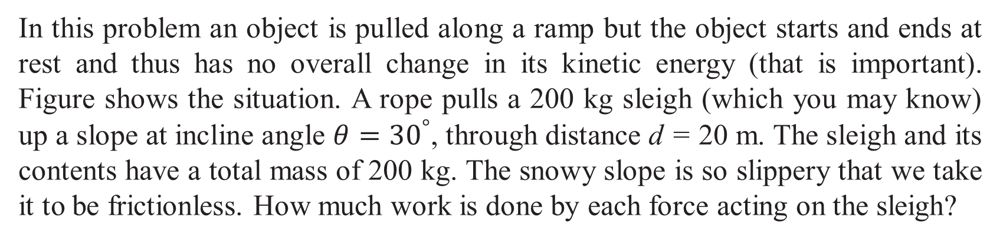 In this problem an object is pulled along a ramp but the object starts and ends at
rest and thus has no overall change in its kinetic energy (that is important).
Figure shows the situation. A rope pulls a 200 kg sleigh (which you may know)
up a slope at incline angle θ = 30°, through distance d = 20 m. The sleigh and its
contents have a total mass of 200 kg. The snowy slope is so slippery that we take
it to be frictionless. How much work is done by each force acting on the sleigh?